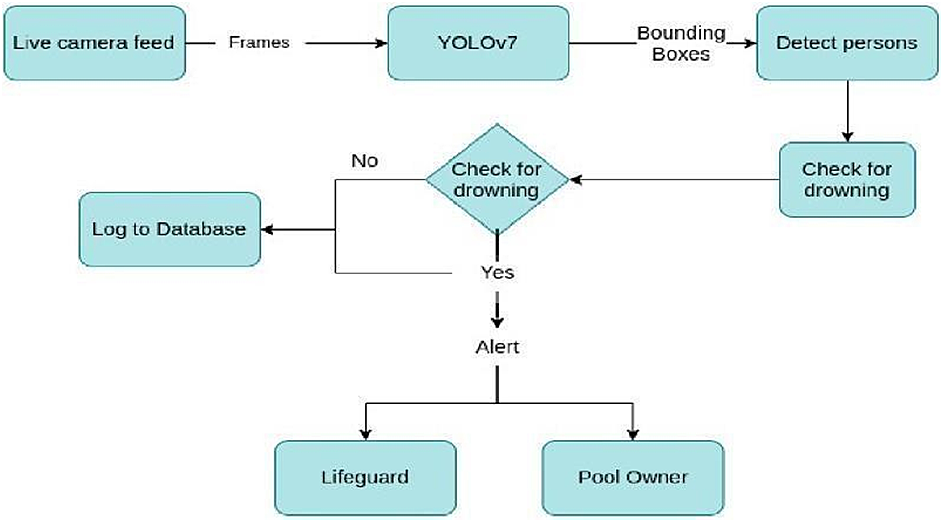 Live camera feed
Frames
YOLOv7
Bounding
Boxes
Detect persons
Check for
drowning
Check for
drowning
No
Log to Database
Yes
Alert
Lifeguard
Pool Owner